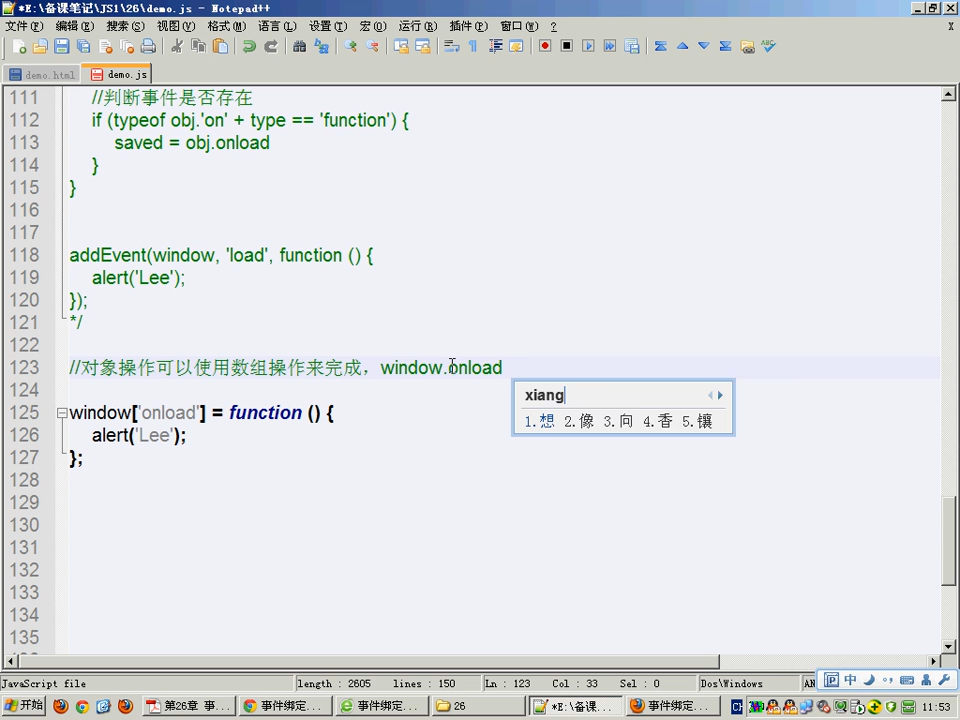 *E:\备课笔记\JS1\26\demo.js - Notepad++
文件(F) 编辑(E) 搜索(S) 视图(V) 格式(M) 语言(L) 设置(T) 宏(O) 运行(R) 插件(P) 窗口(W) ? X
demo.html demo.js
111 //判断事件是否存在
112 if (typeof obj.'on' + type == 'function') {
113 saved = obj.onload
114 }
115 }
116
117
118 addEvent(window, 'load', function () {
119 alert('Lee');
120 });
121 */
122
123 //对象操作可以使用数组操作来完成，window.onload
124
xiang
125 window['onload'] = function () {
1.想 2.像 3.向 4.香 5.镶
126 alert('Lee');
127 };
128
129
130
131
132
133
134
135
JavaScript file length : 2605 lines : 150 Ln : 123 Col : 33 Sel : 0 Dos\Windows AN
中
开始 第26章 事... 事件绑定... 事件绑定... 26 *E:\备课... 事件绑定... CH 11:53